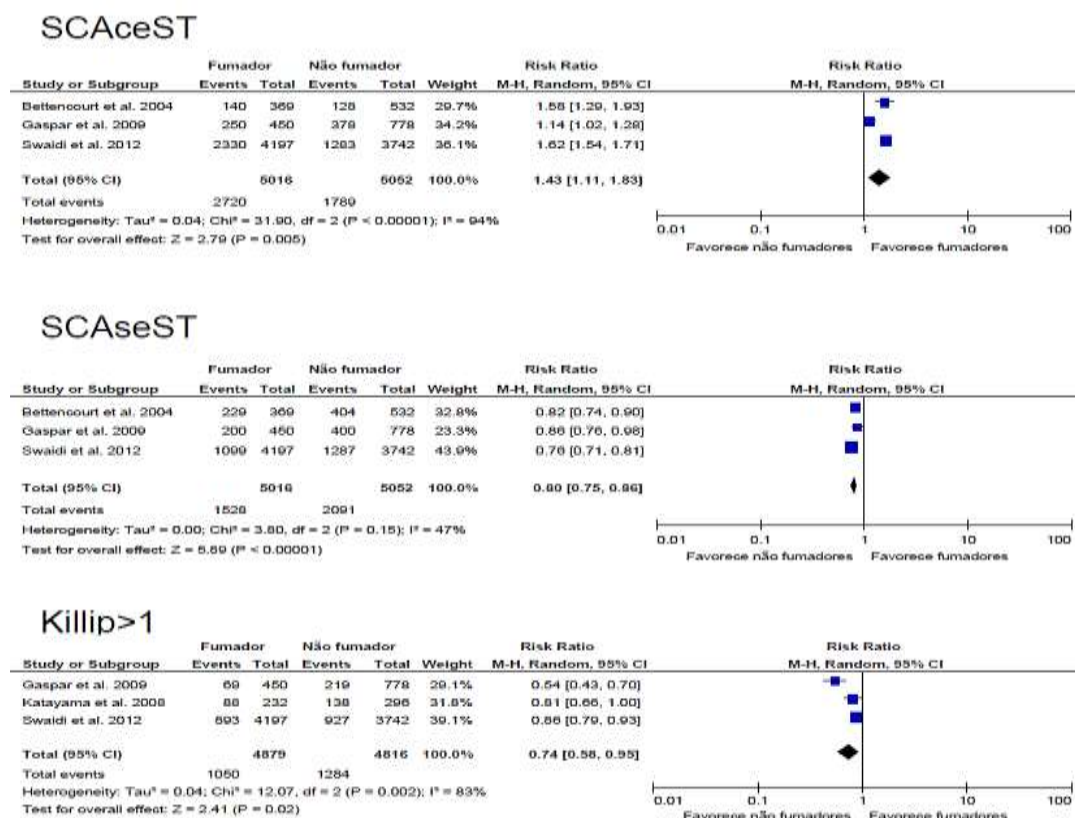 SCAceST
Fumador Não fumador Risk Ratio Risk Ratio
Study or Subgroup Events Total Events Total Weight M-H, Random, 95% CI M-H, Random, 95% CI
Bettencourt et al. 2004 140 369 128 532 29.7% 1.58 [1.29, 1.93]
Gaspar et al. 2009 250 450 378 778 34.2% 1.14 [1.02, 1.28]
Swaidi et al. 2012 2330 4197 1283 3742 36.1% 1.62 [1.54, 1.71]
Total (95% CI) 5016 5052 100.0% 1.43 [1.11, 1.83]
Total events 2720 1789
Heterogeneity: Tau² = 0.04; Chi² = 31.90, df = 2 (P < 0.00001); I² = 94%
Test for overall effect: Z = 2.79 (P = 0.005)
0.01 0.1 1 10 100
Favorece não fumadores Favorece fumadores
SCAseST
Fumador Não fumador Risk Ratio Risk Ratio
Study or Subgroup Events Total Events Total Weight M-H, Random, 95% CI M-H, Random, 95% CI
Bettencourt et al. 2004 229 369 404 532 32.8% 0.82 [0.74, 0.90]
Gaspar et al. 2009 200 450 400 778 23.3% 0.86 [0.76, 0.98]
Swaidi et al. 2012 1099 4197 1287 3742 43.9% 0.76 [0.71, 0.81]
Total (95% CI) 5016 5052 100.0% 0.80 [0.75, 0.86]
Total events 1528 2091
Heterogeneity: Tau² = 0.00; Chi² = 3.80, df = 2 (P = 0.15); I² = 47%
Test for overall effect: Z = (P < 0.00001)
0.01 0.1 1 10 100
Favorece não fumadores Favorece fumadores
Killip>1
Fumador Não fumador Risk Ratio Risk Ratio
Study or Subgroup Events Total Events Total Weight M-H, Random, 95% CI M-H, Random, 95% CI
Gaspar et al. 2009 69 450 219 778 29.1% 0.54 [0.43, 0.70]
Katayama et al. 2008 88 232 138 296 31.8% 0.81 [0.66, 1.00]
Swaidi et al. 2012 893 4197 927 3742 39.1% 0.86 [0.79, 0.93]
Total (95% CI) 4879 4816 100.0% 0.74 [0.58, 0.95]
Total events 1050 1284
Heterogeneity: Tau² = 0.04; Chi² = 12.07, df = 2 (P = 0.002); I² = 83%
Test for overall effect: Z = 2.41 (P = 0.02)
0.01 0.1 1 10 100
Favorece não fumadores Favorece fumadores